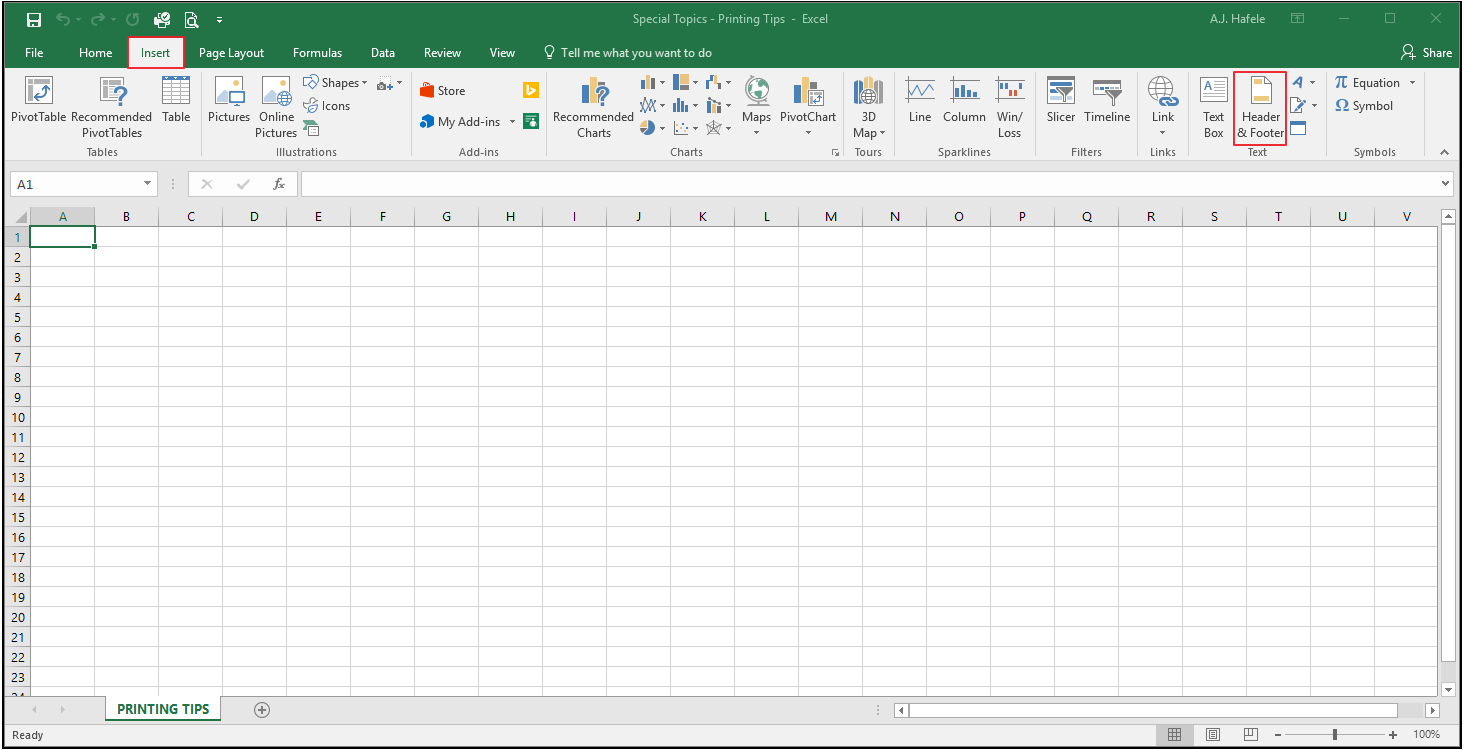 Special Topics - Printing Tips - Excel
A.J. Hafele
File Home Insert Page Layout Formulas Data Review View Tell me what you want to do Share
PivotTable
Recommended
PivotTables
Table
Tables
Pictures
Online
Pictures
Shapes
Icons
Illustrations
Store
My Add-ins
Add-ins
Recommended
Charts
Maps
PivotChart
Charts
3D
Map
Tours
Line
Column
Win/
Loss
Sparklines
Slicer
Timeline
Filters
Link
Links
Text
Box
Header
& Footer
Text
Equation
Symbol
Symbols
A1
fx
A B C D E F G H I J K L M N O P Q R S T U V
1
2
3
4
5
6
7
8
9
10
11
12
13
14
15
16
17
18
19
20
21
22
23
24
PRINTING TIPS
Ready
100%